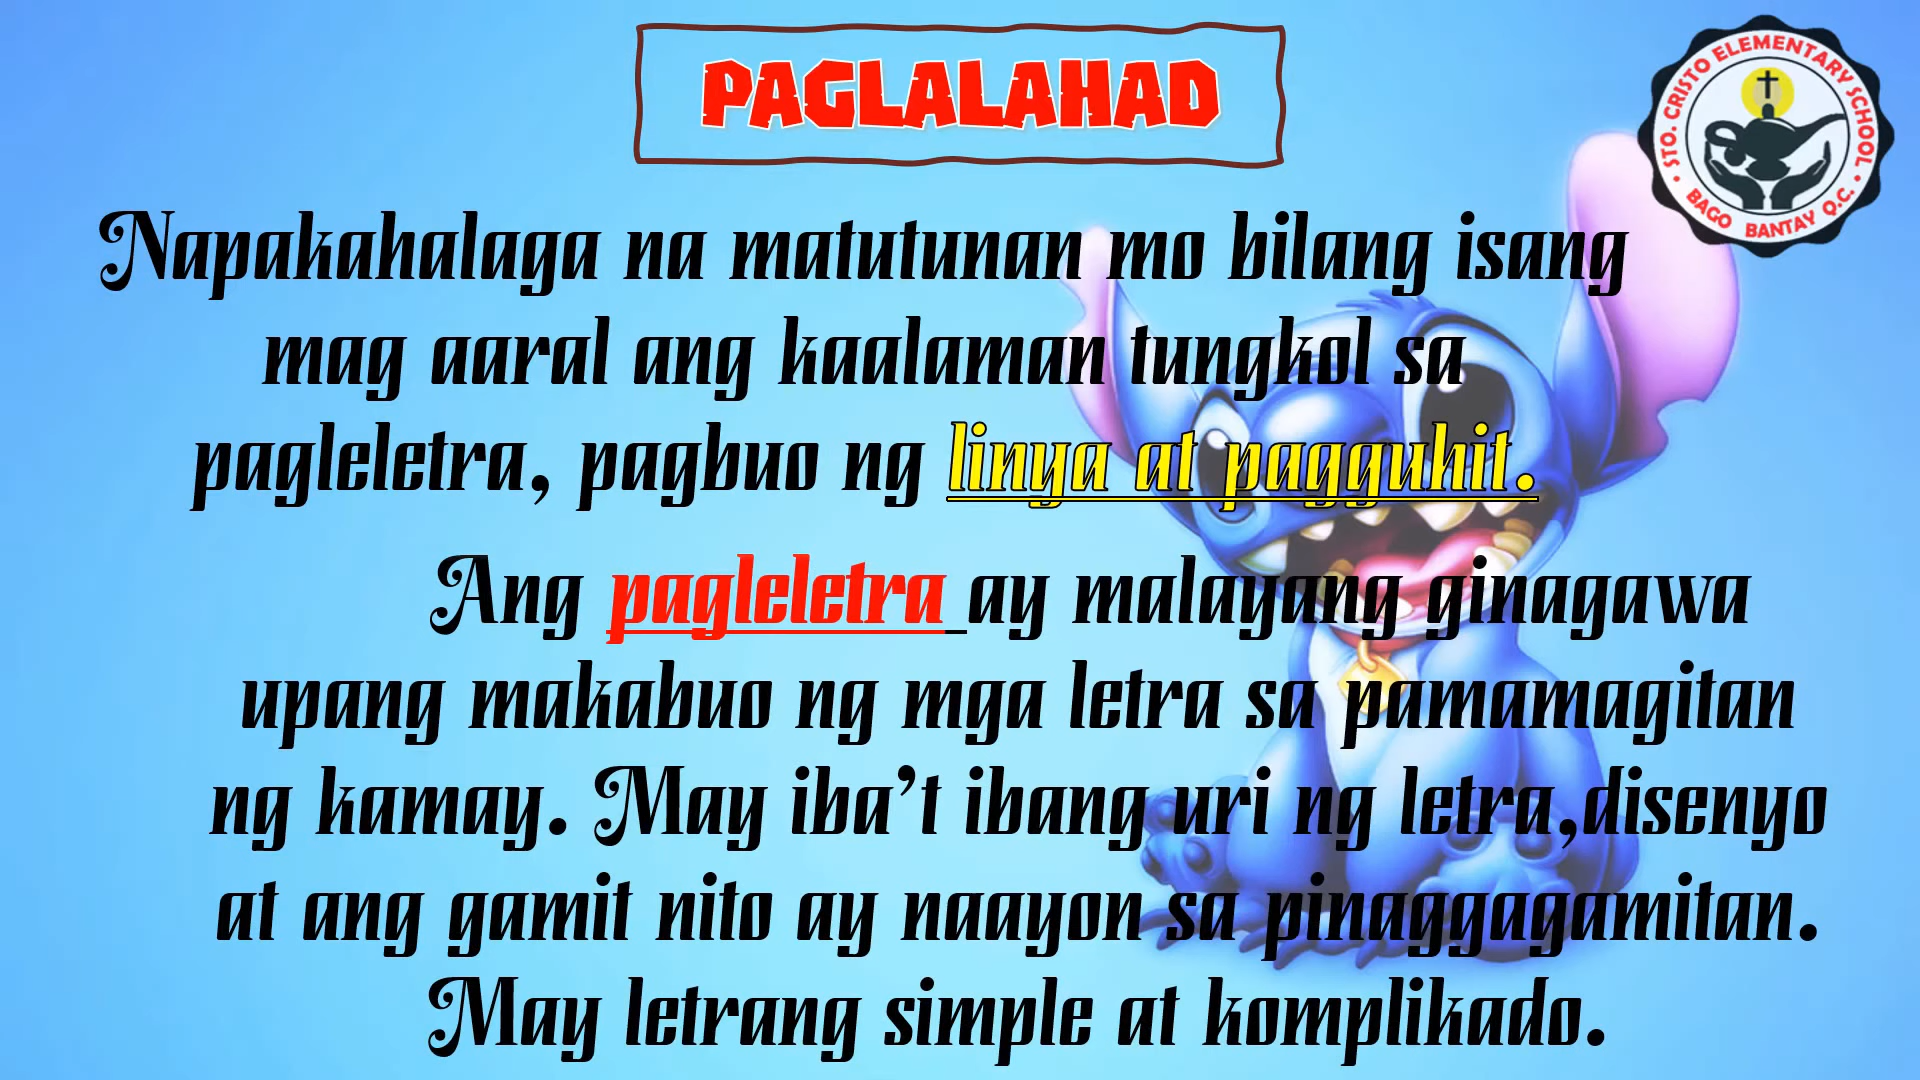 PAGLALAHAD
STO. CRISTO ELEMENTARY SCHOOL
BAGO BANTAY Q.C.
Napakahalaga na matutunan mo bilang isang
mag aaral ang kaalaman tungkol sa
pagleletra, pagbuo ng linya at pagguhit.
Ang pagleletra ay malayang ginagawa
upang makabuo ng mga letra sa pamamagitan
ng kamay. May iba’t ibang uri ng letra,disenyo
at ang gamit nito ay naayon sa pinaggagamitan.
May letrang simple at komplikado.